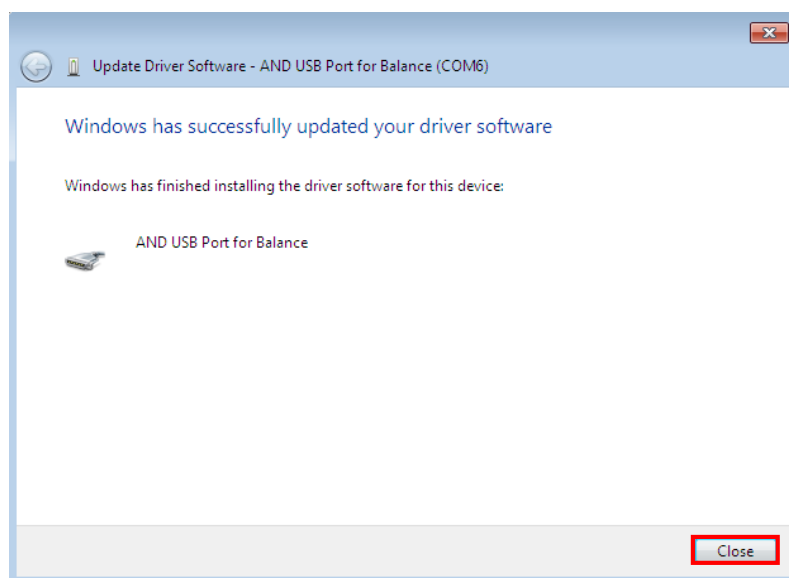 Update Driver Software - AND USB Port for Balance (COM6)
Windows has successfully updated your driver software
Windows has finished installing the driver software for this device:
AND USB Port for Balance
Close